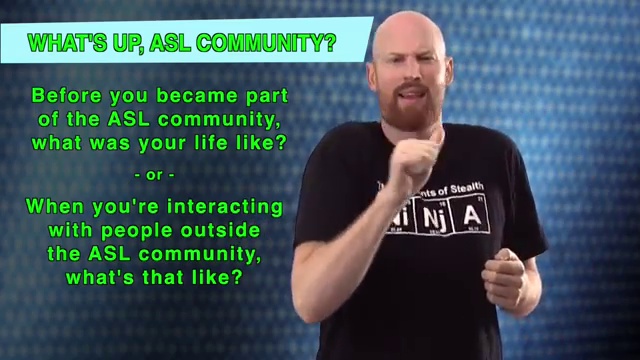 WHAT'S UP, ASL COMMUNITY?
Before you became part
of the ASL community,
what was your life like?
- or -
When you're interacting
with people outside
the ASL community,
what's that like?
of Stealth
Ni Nj A